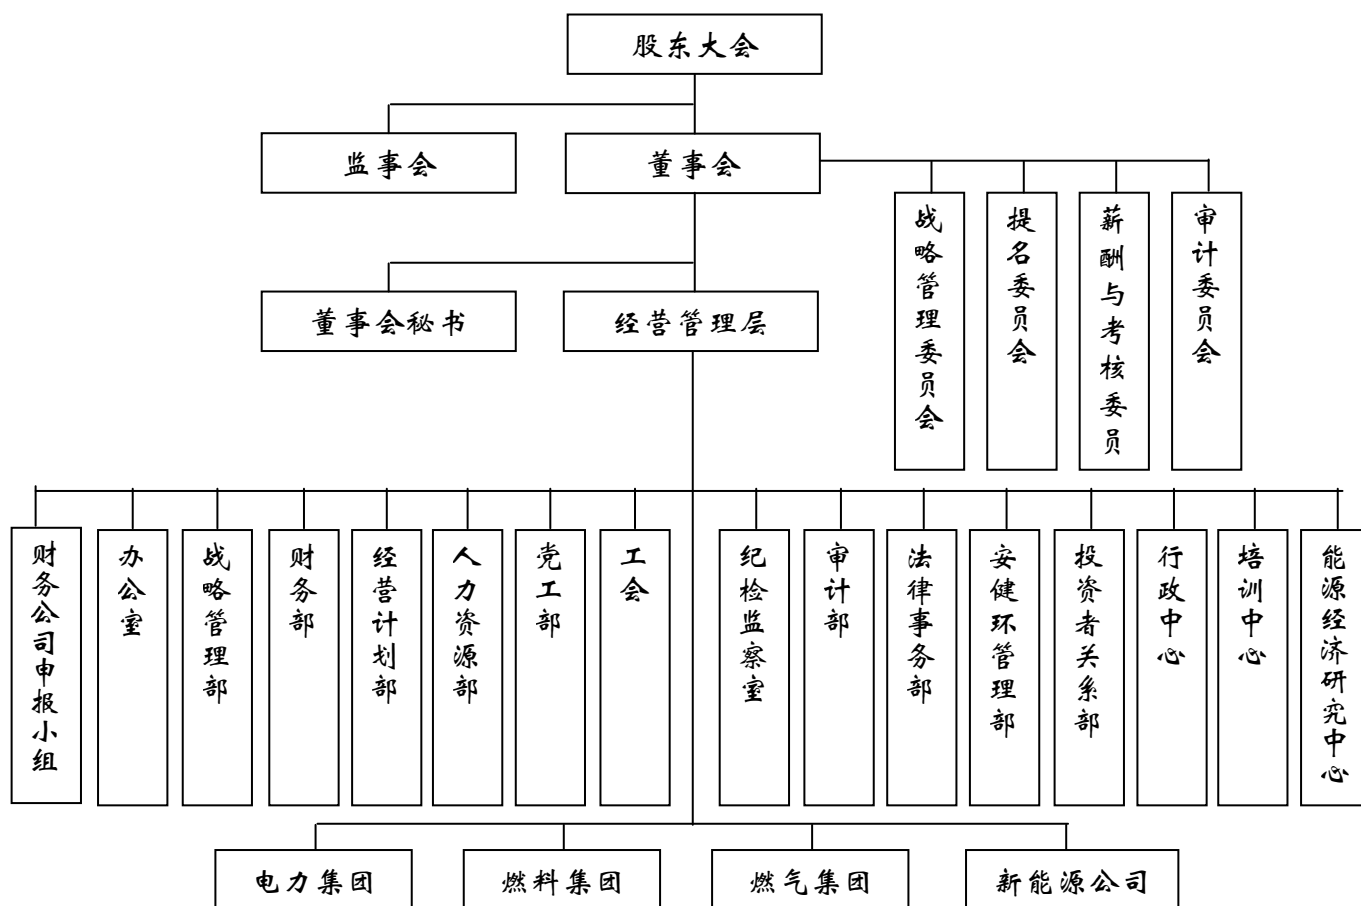 股东大会
监事会
董事会
战略管理委员会
提名委员会
薪酬与考核委员
审计委员会
董事会秘书
经营管理层
财务公司申报小组
办公室
战略管理部
财务部
经营计划部
人力资源部
党工部
工会
纪检监察室
审计部
法律事务部
安健环管理部
投资者关系部
行政中心
培训中心
能源经济研究中心
电力集团
燃料集团
燃气集团
新能源公司